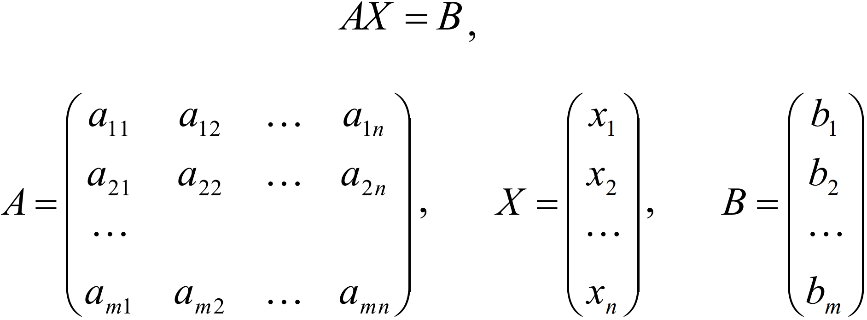 AX = B,
a11 a12 … a1n x1 b1
a21 a22 … a2n x2 b2
A = , X = , B =
… … …
am1 am2 … amn xn bm